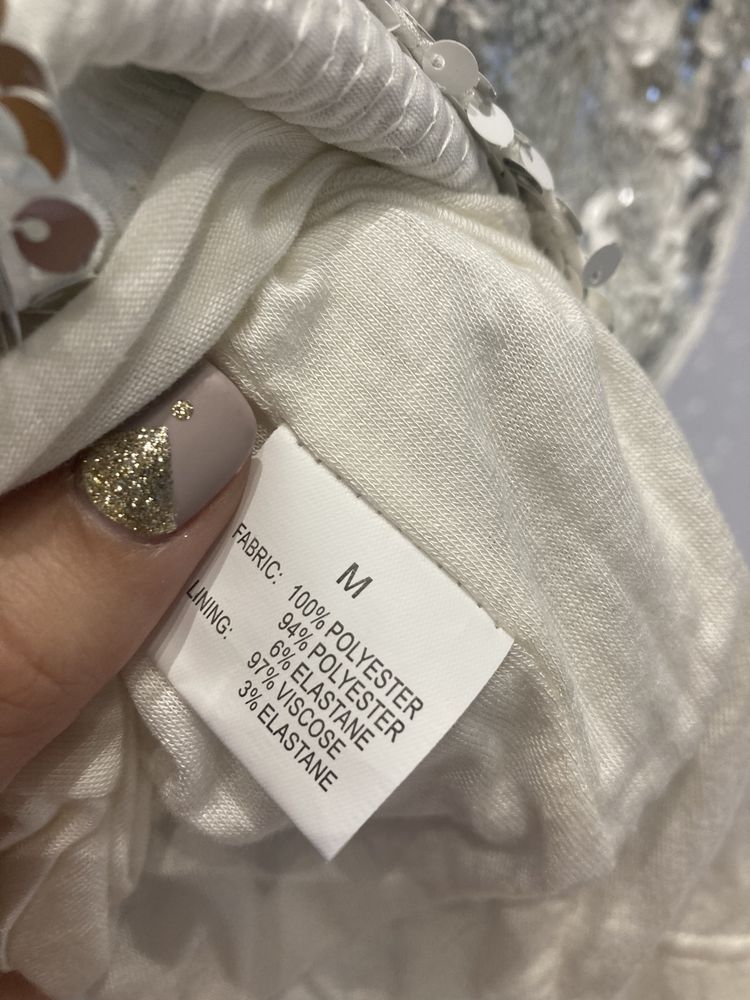 M
FABRIC: 100% POLYESTER
94% POLYESTER
6% ELASTANE
LINING: 97% VISCOSE
3% ELASTANE